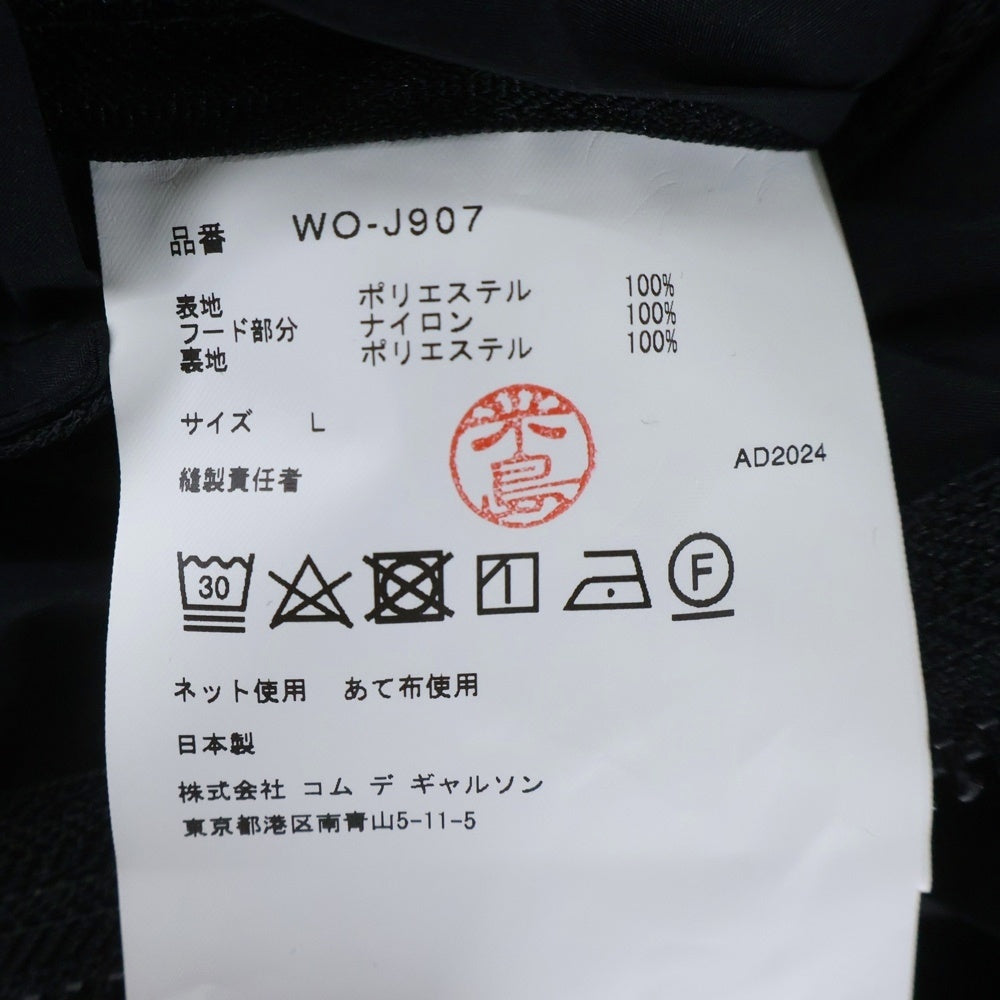 品番 WO-J907
表地 ポリエステル 100%
フード部分 ナイロン 100%
裏地 ポリエステル 100%
サイズ L
縫製責任者
AD2024
30 F
ネット使用 あて布使用
日本製
株式会社 コム デ ギャルソン
東京都港区南青山5-11-5